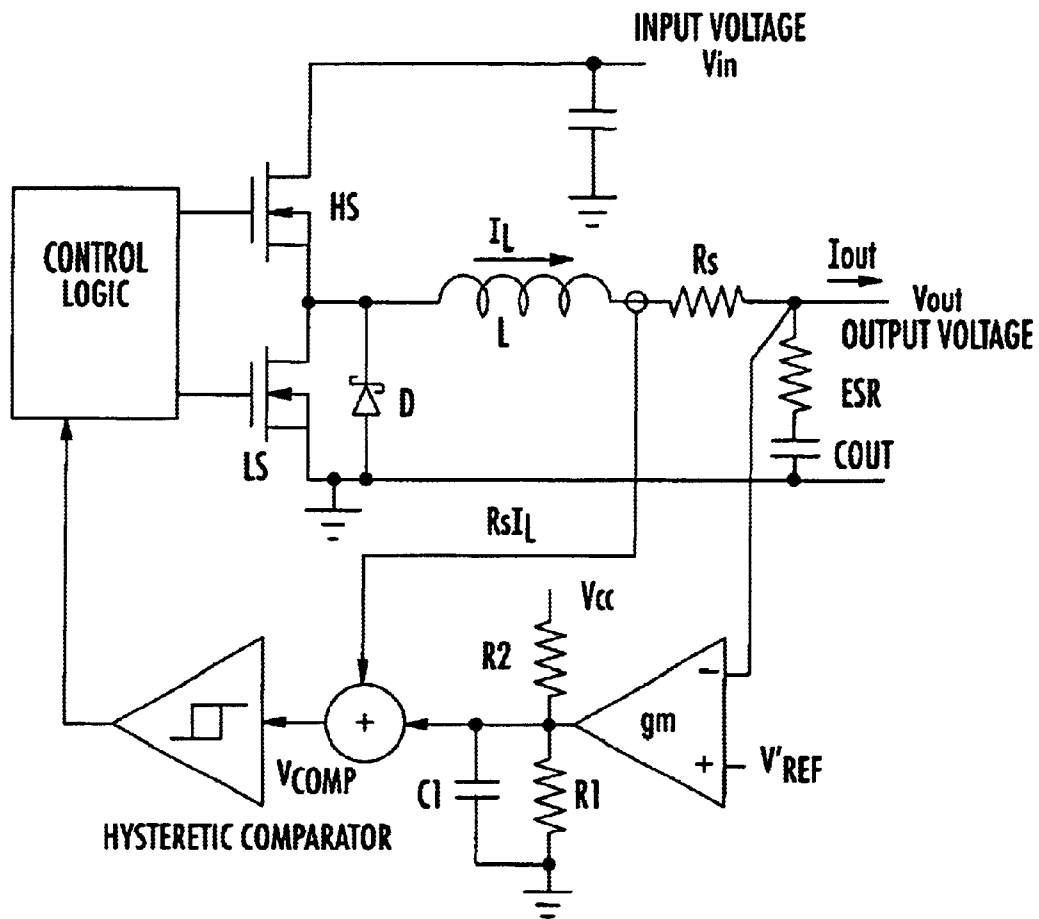 INPUT VOLTAGE
Vin
HS
CONTROL
LOGIC
IL
Rs
Iout
Vout
OUTPUT VOLTAGE
L
D
ESR
LS
COUT
RsIL
Vcc
R2
gm
-
+
V'REF
+
VCOMP
C1
R1
HYSTERETIC COMPARATOR